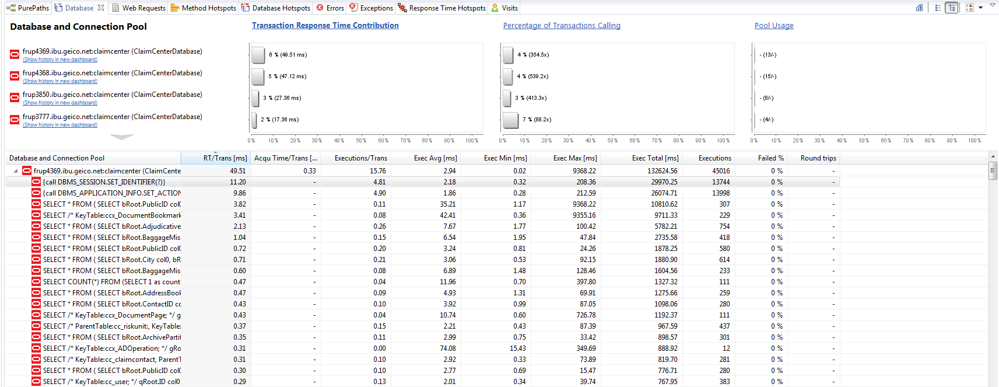 PurePaths Database Web Requests Method Hotspots Database Hotspots Errors Exceptions Response Time Hotspots Visits
Database and Connection Pool Transaction Response Time Contribution Percentage of Transactions Calling Pool Usage
frup4369.ibu.geico.net:claimcenter (ClaimCenterDatabase) 6 % (49.51 ms) 4 % (354.5x) - (13/-)
(Show history in new dashboard)
frup4368.ibu.geico.net:claimcenter (ClaimCenterDatabase) 5 % (47.12 ms) 4 % (539.2x) - (15/-)
(Show history in new dashboard)
frup3850.ibu.geico.net:claimcenter (ClaimCenterDatabase) 3 % (27.36 ms) 3 % (413.3x) - (8/-)
(Show history in new dashboard)
frup3777.ibu.geico.net:claimcenter (ClaimCenterDatabase) 2 % (17.36 ms) 7 % (88.2x) - (4/-)
(Show history in new dashboard)
0 % 10 % 20 % 30 % 40 % 50 % 60 % 70 % 80 % 90 % 100 % 0 % 10 % 20 % 30 % 40 % 50 % 60 % 70 % 80 % 90 % 100 % 0 % 10 % 20 % 30 % 40 % 50 % 60 % 70 % 80 % 90 % 100 %
Database and Connection Pool RT/Trans [ms] Acqu Time/Trans [... Executions/Trans Exec Avg [ms] Exec Min [ms] Exec Max [ms] Exec Total [ms] Executions Failed % Round trips
frup4369.ibu.geico.net:claimcenter (ClaimCente 49.51 0.33 15.76 2.94 0.02 9368.22 132624.56 45016 0 % -
{call DBMS_SESSION.SET_IDENTIFIER(?)} 11.20 - 4.81 2.18 0.32 208.36 29970.25 13744 0 % -
{call DBMS_APPLICATION_INFO.SET_ACTION 9.86 - 4.90 1.86 0.28 212.59 26074.71 13998 0 % -
SELECT * FROM ( SELECT bRoot.PublicID col0 3.82 - 0.11 35.21 1.17 9368.22 10810.62 307 0 % -
SELECT /* KeyTable:ccx_DocumentBookmark 3.41 - 0.08 42.41 0.36 9355.16 9711.33 229 0 % -
SELECT * FROM ( SELECT bRoot.Adjudicative 2.13 - 0.26 7.67 1.77 100.42 5782.21 754 0 % -
SELECT * FROM ( SELECT bRoot.BaggageMis 1.04 - 0.15 6.54 1.95 47.84 2735.58 418 0 % -
SELECT * FROM ( SELECT bRoot.PublicID col0 0.72 - 0.20 3.24 0.81 24.26 1878.25 580 0 % -
SELECT * FROM ( SELECT bRoot.City col0, bR 0.71 - 0.21 3.06 0.53 92.15 1880.90 614 0 % -
SELECT * FROM ( SELECT bRoot.BaggageMis 0.60 - 0.08 6.89 1.48 128.46 1604.56 233 0 % -
SELECT COUNT(*) FROM (SELECT 1 as count 0.47 - 0.04 11.96 0.70 397.80 1327.32 111 0 % -
SELECT * FROM ( SELECT bRoot.AddressBook 0.47 - 0.09 4.93 1.31 69.91 1275.66 259 0 % -
SELECT * FROM ( SELECT bRoot.ContactID cc 0.43 - 0.10 3.92 0.99 87.05 1098.06 280 0 % -
SELECT /* KeyTable:ccx_DocumentPage; */ g 0.43 - 0.04 10.74 0.60 726.78 1192.37 111 0 % -
SELECT /* ParentTable:cc_riskunit:, KeyTable: 0.37 - 0.15 2.21 0.43 87.39 967.59 437 0 % -
SELECT * FROM ( SELECT bRoot.ArchivePartit 0.35 - 0.11 2.99 0.75 33.42 898.57 301 0 % -
SELECT /* KeyTable:ccx_ADOperation; */ gRo 0.31 - 0.00 74.08 15.43 349.69 888.92 12 0 % -
SELECT /* KeyTable:cc_claimcontact, ParentT 0.31 - 0.10 2.92 0.33 73.89 819.70 281 0 % -
SELECT * FROM ( SELECT bRoot.PublicID col0 0.30 - 0.10 2.77 0.69 15.47 776.71 280 0 % -
SELECT /* KeyTable:cc_user; */ qRoot.ID col0 0.29 - 0.13 2.01 0.34 39.74 767.95 383 0 % -